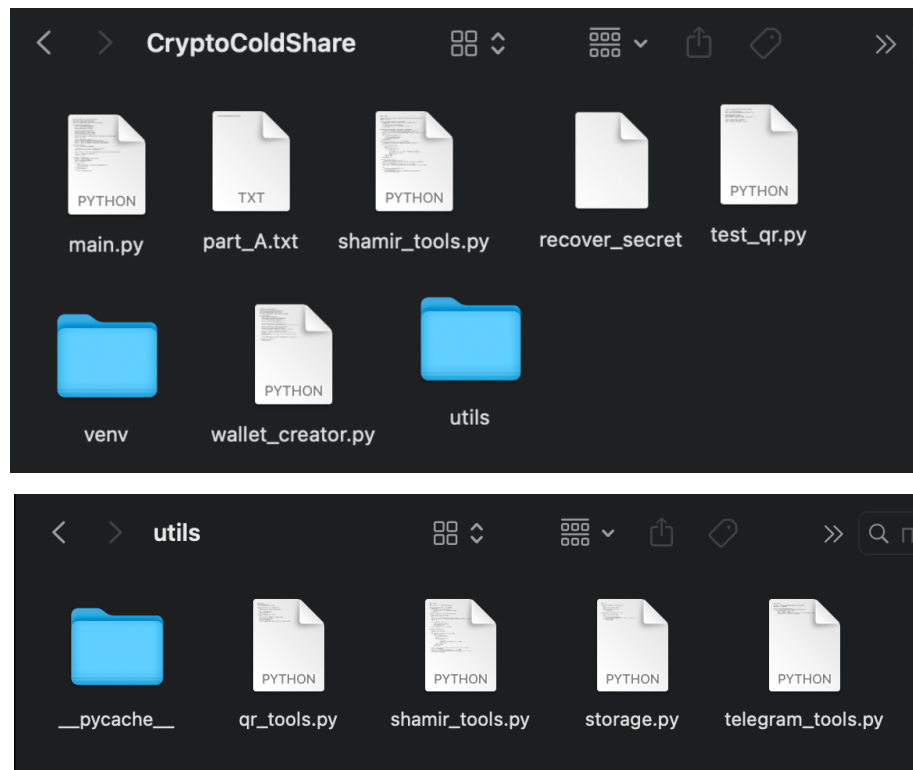 CryptoColdShare
PYTHON
TXT
PYTHON
PYTHON
main.py
part_A.txt
shamir_tools.py
recover_secret
test_qr.py
PYTHON
venv
wallet_creator.py
utils
utils
П
PYTHON
PYTHON
PYTHON
PYTHON
__pycache__
qr_tools.py
shamir_tools.py
storage.py
telegram_tools.py